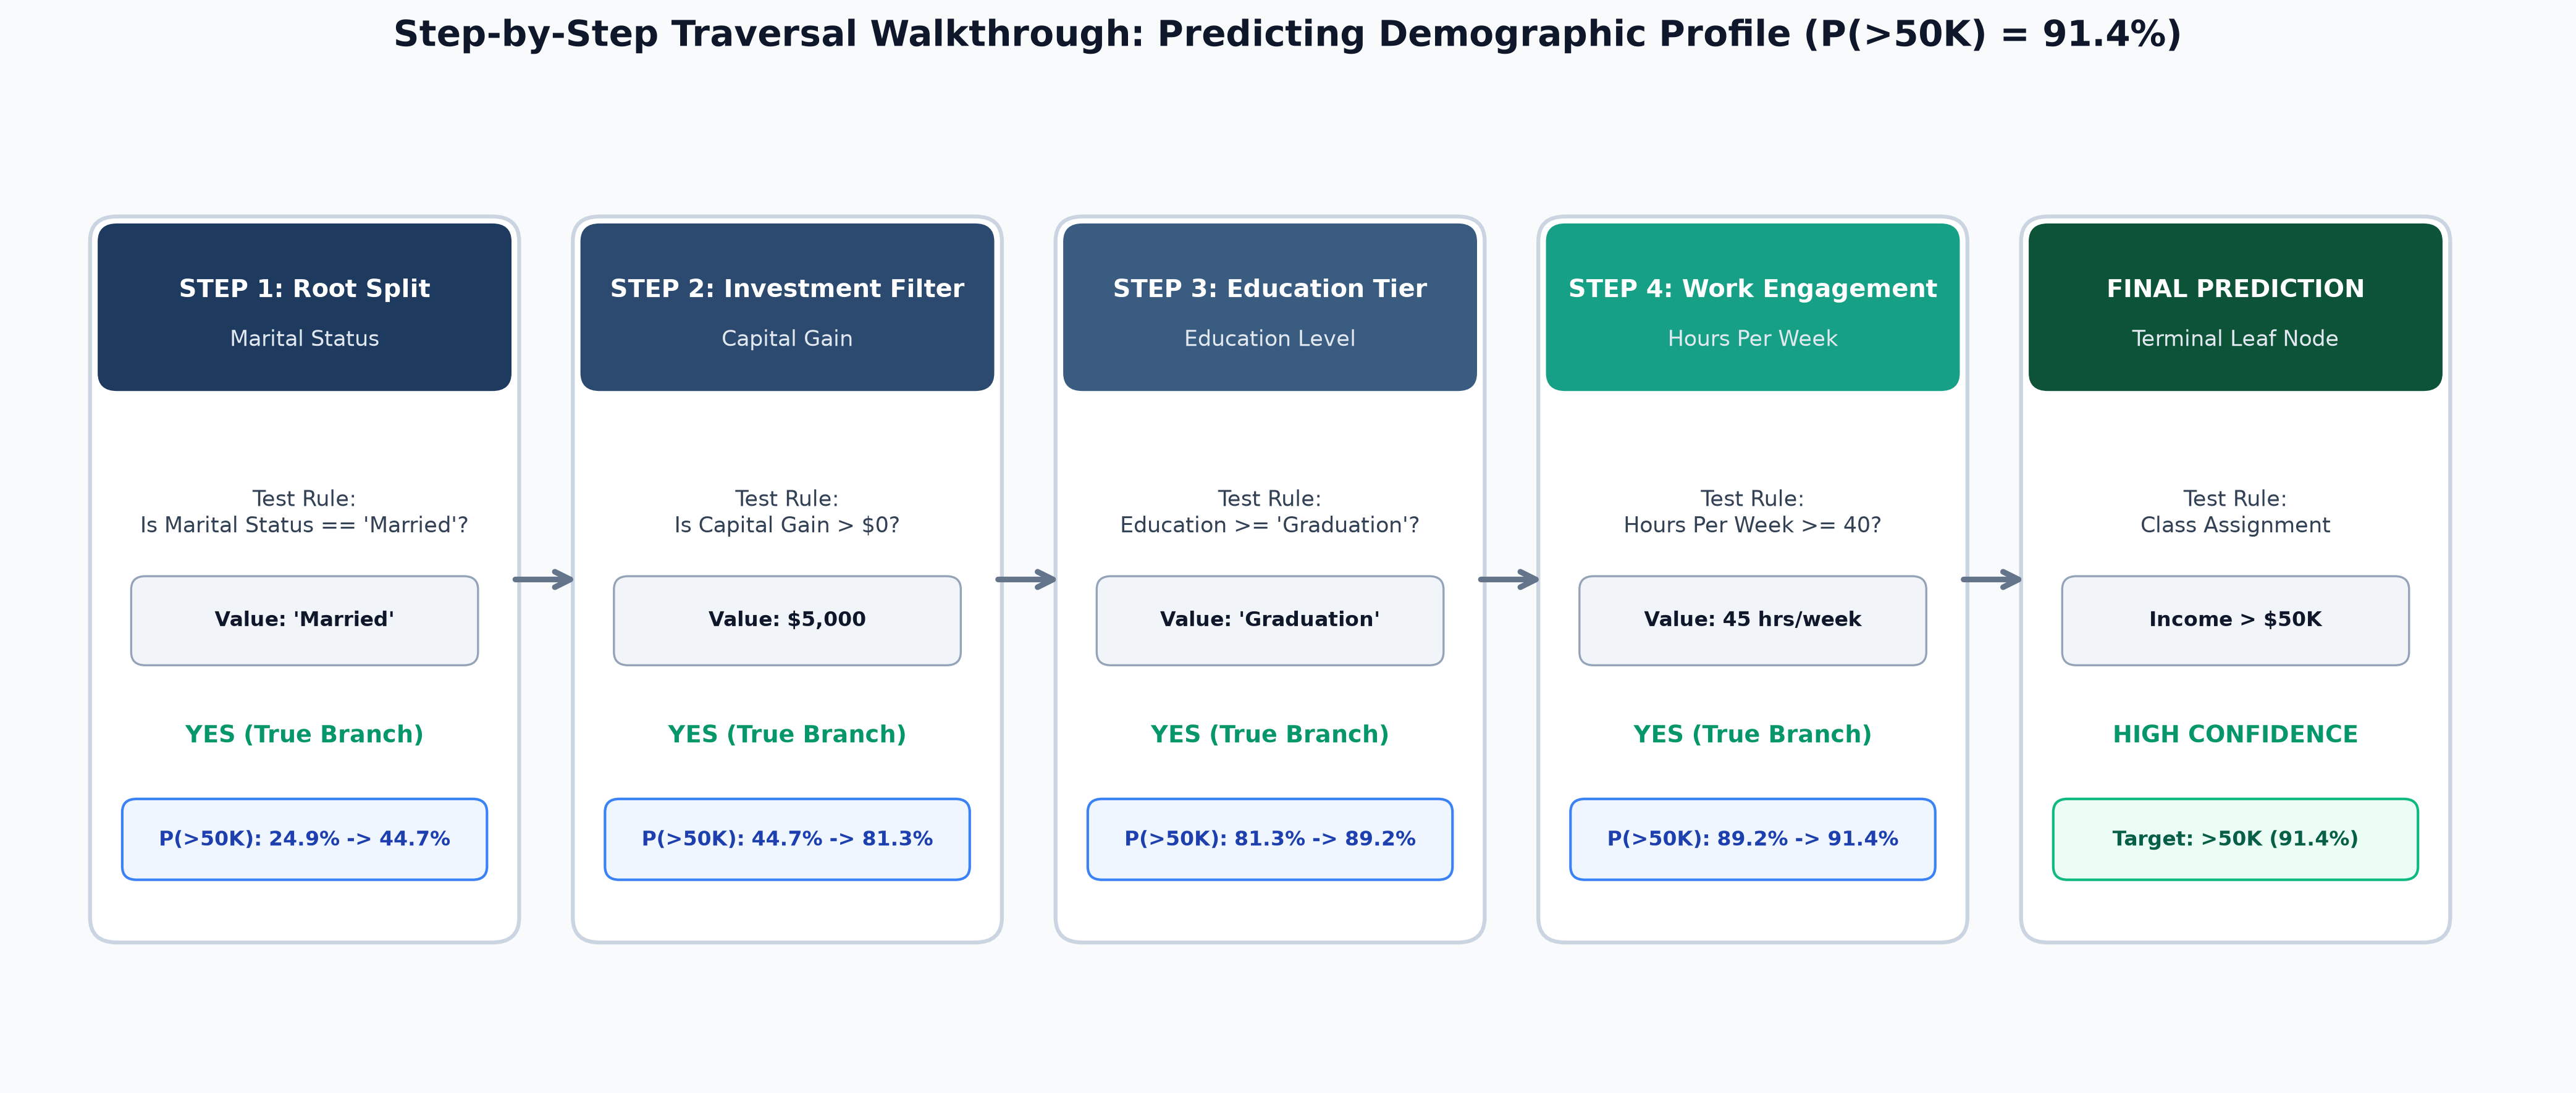 Step-by-Step Traversal Walkthrough: Predicting Demographic Profile (P(>50K) = 91.4%)
STEP 1: Root Split
Marital Status
Test Rule:
Is Marital Status == 'Married'?
Value: 'Married'
YES (True Branch)
P(>50K): 24.9% -> 44.7%
STEP 2: Investment Filter
Capital Gain
Test Rule:
Is Capital Gain > $0?
Value: $5,000
YES (True Branch)
P(>50K): 44.7% -> 81.3%
STEP 3: Education Tier
Education Level
Test Rule:
Education >= 'Graduation'?
Value: 'Graduation'
YES (True Branch)
P(>50K): 81.3% -> 89.2%
STEP 4: Work Engagement
Hours Per Week
Test Rule:
Hours Per Week >= 40?
Value: 45 hrs/week
YES (True Branch)
P(>50K): 89.2% -> 91.4%
FINAL PREDICTION
Terminal Leaf Node
Test Rule:
Class Assignment
Income > $50K
HIGH CONFIDENCE
Target: >50K (91.4%)